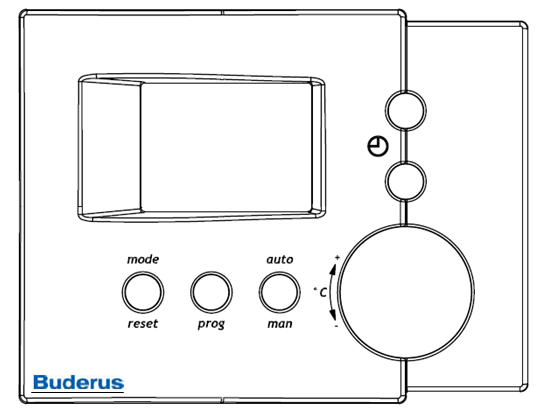 mode
auto
+
°C
reset
prog
man
-
Buderus